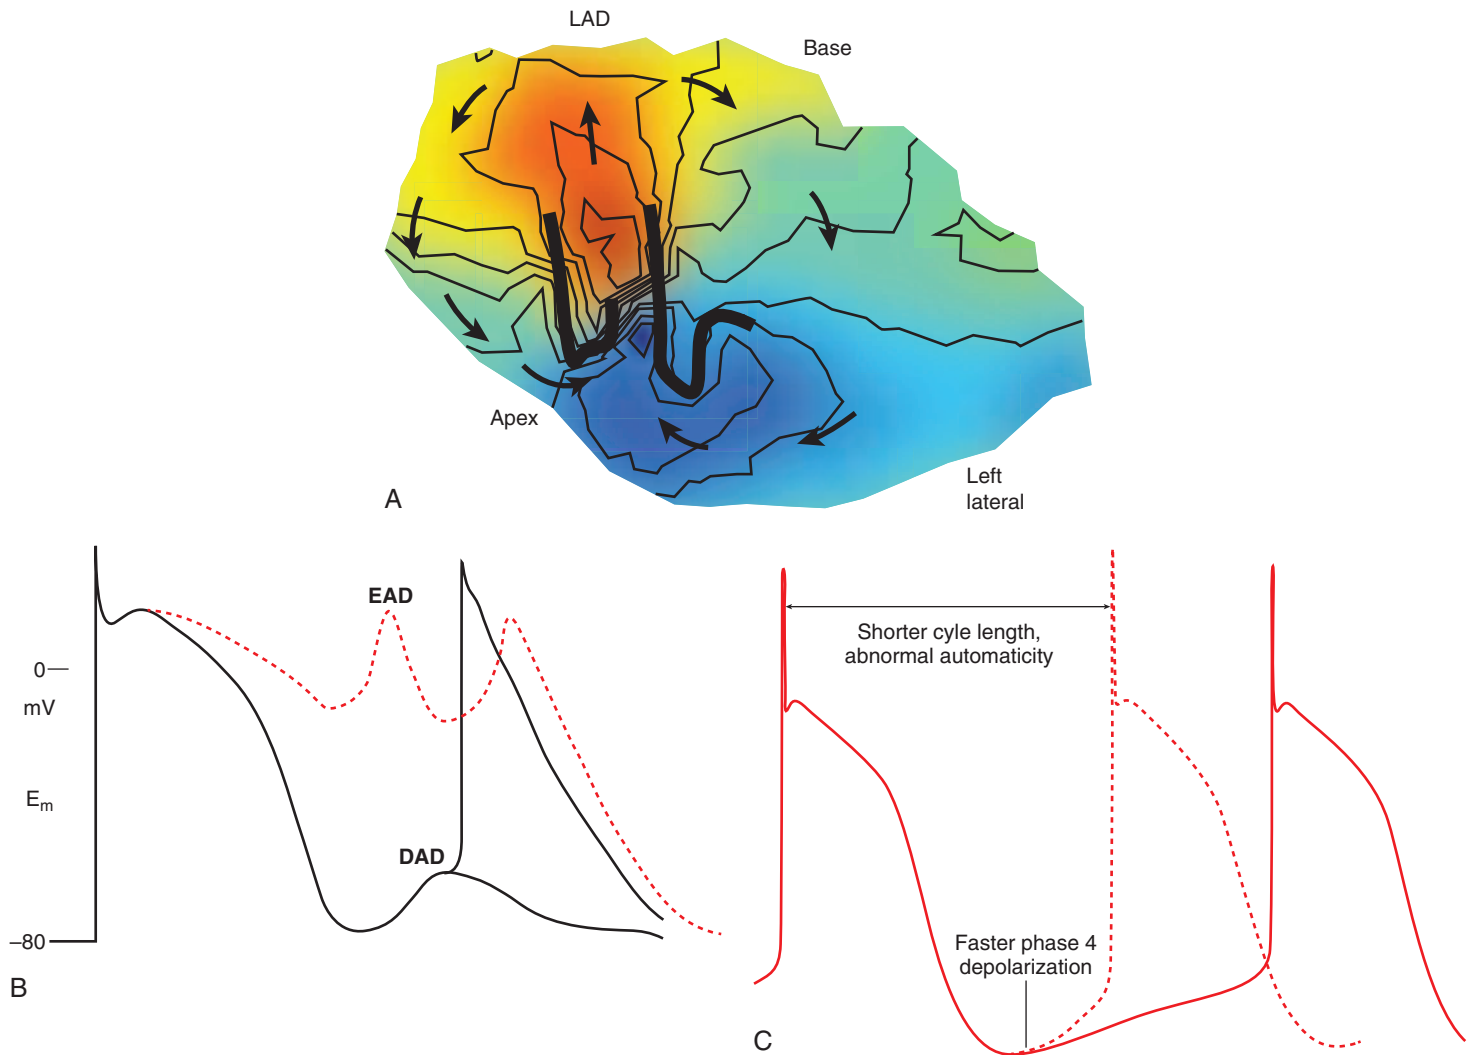 LAD
Base
Apex
Left
lateral
A
EAD
0
mV
Em
DAD
–80
B
Shorter cyle length,
abnormal automaticity
Faster phase 4
depolarization
C